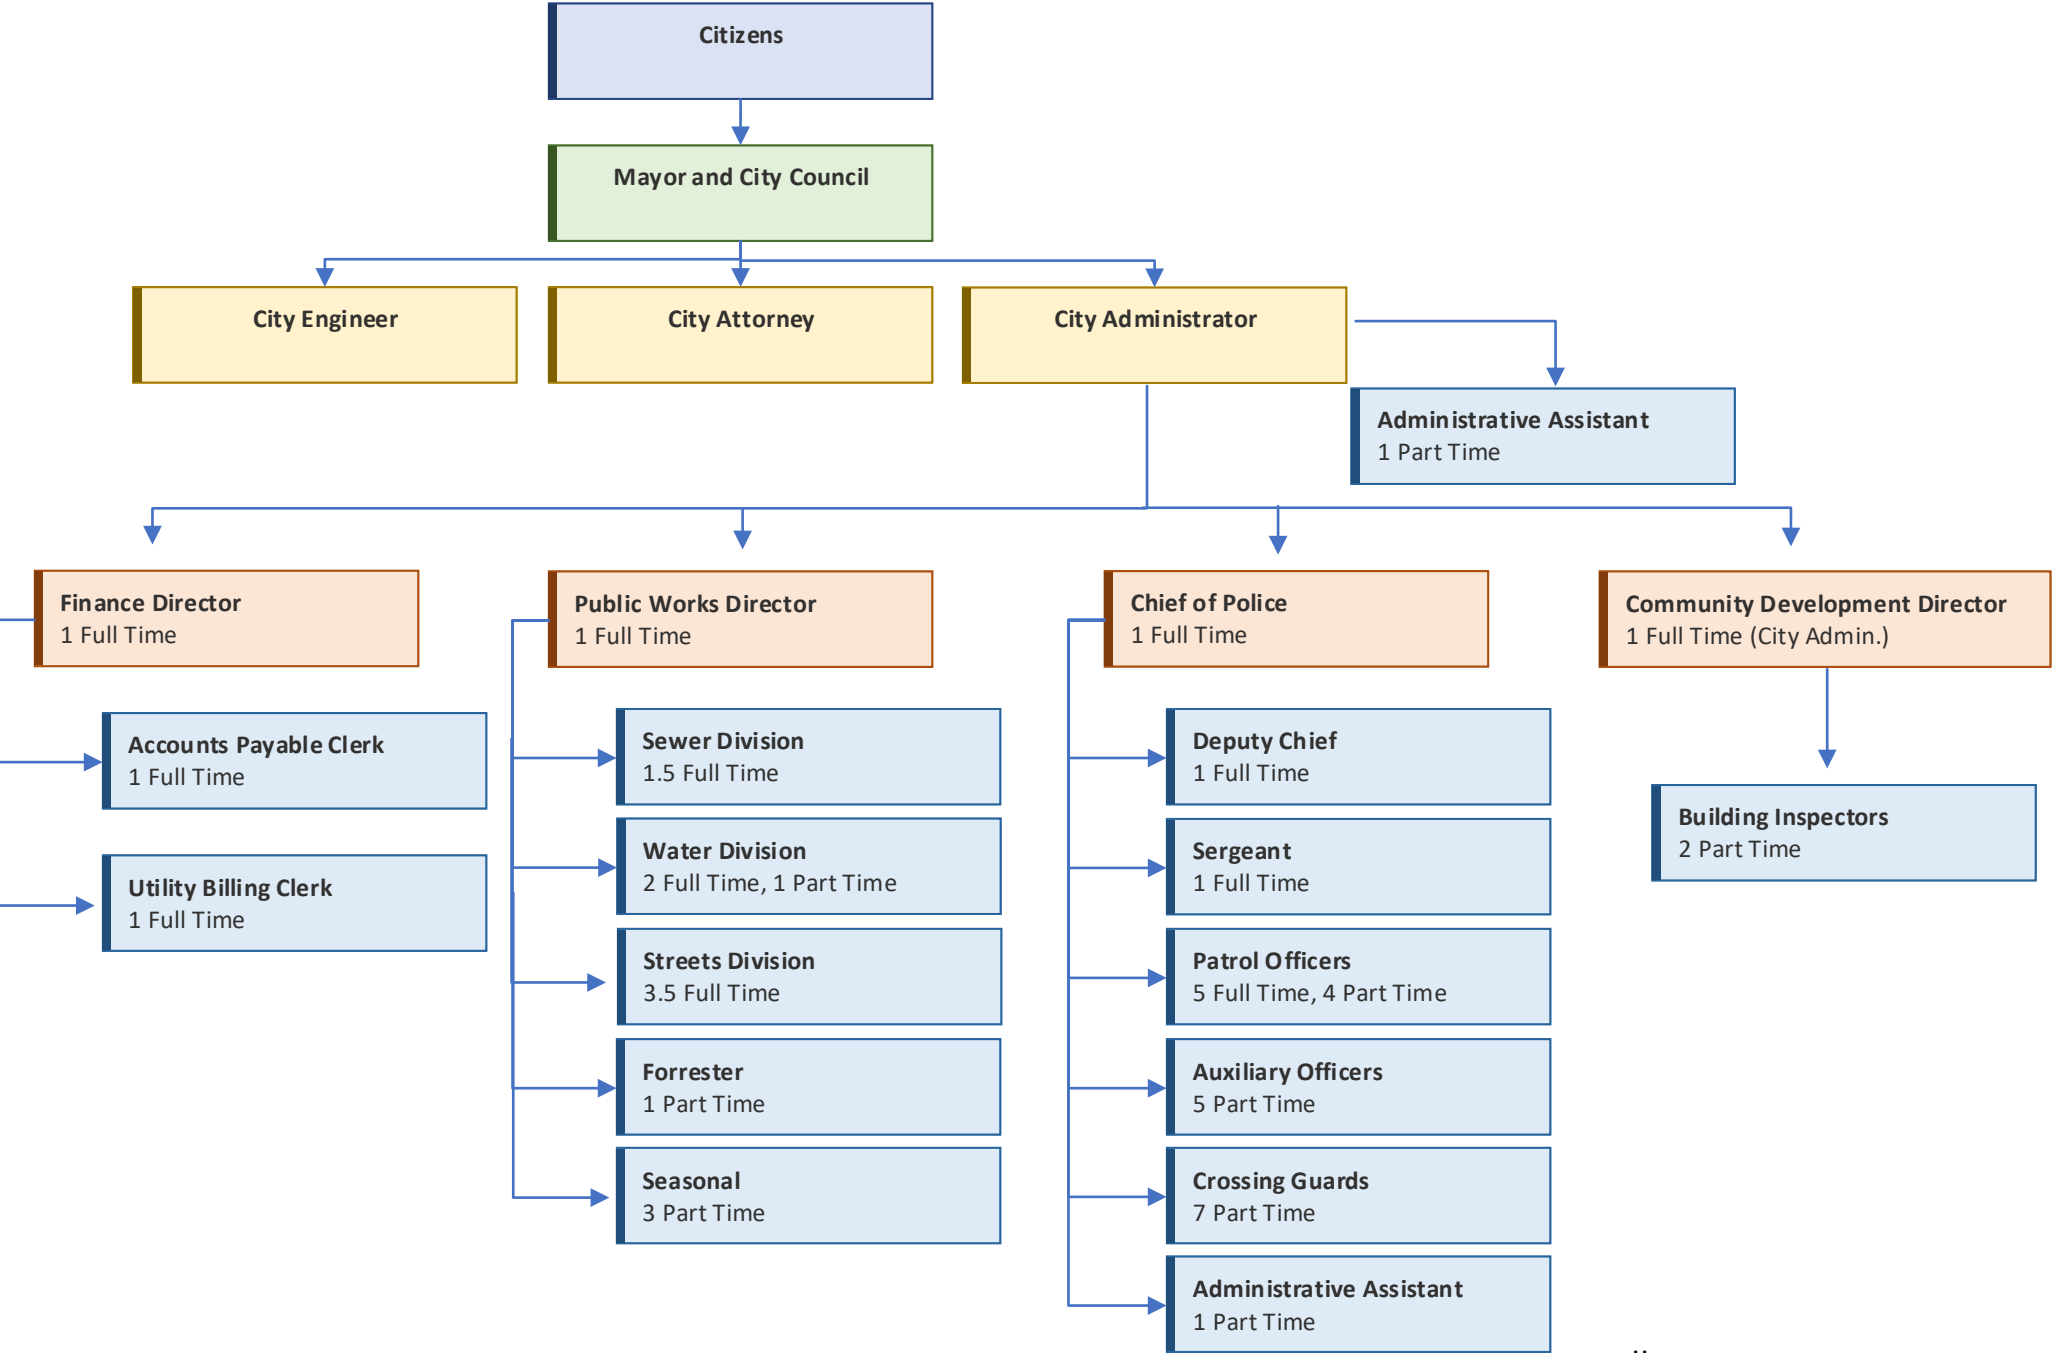 Citizens
Mayor and City Council
City Engineer
City Attorney
City Administrator
Administrative Assistant
1 Part Time
Finance Director
1 Full Time
Accounts Payable Clerk
1 Full Time
Utility Billing Clerk
1 Full Time
Public Works Director
1 Full Time
Sewer Division
1.5 Full Time
Water Division
2 Full Time, 1 Part Time
Streets Division
3.5 Full Time
Forrester
1 Part Time
Seasonal
3 Part Time
Chief of Police
1 Full Time
Deputy Chief
1 Full Time
Sergeant
1 Full Time
Patrol Officers
5 Full Time, 4 Part Time
Auxiliary Officers
5 Part Time
Crossing Guards
7 Part Time
Administrative Assistant
1 Part Time
Community Development Director
1 Full Time (City Admin.)
Building Inspectors
2 Part Time